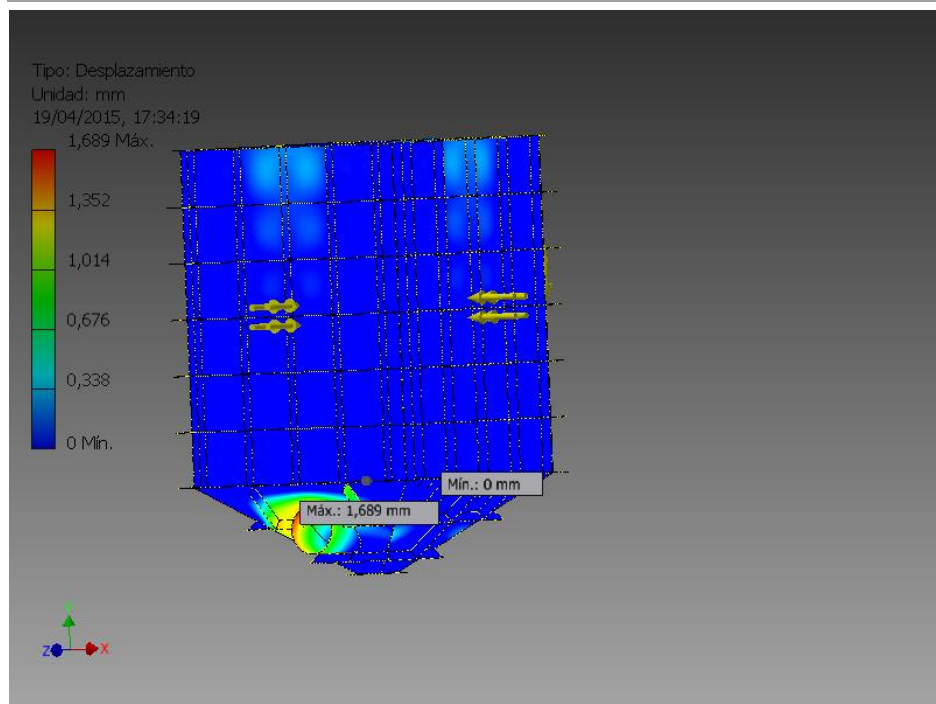 Tipo: Desplazamiento
Unidad: mm
19/04/2015, 17:34:19
1,689 Máx.
1,352
1,014
0,676
0,338
0 Mín.
Mín.: 0 mm
Máx.: 1,689 mm
Y
Z X